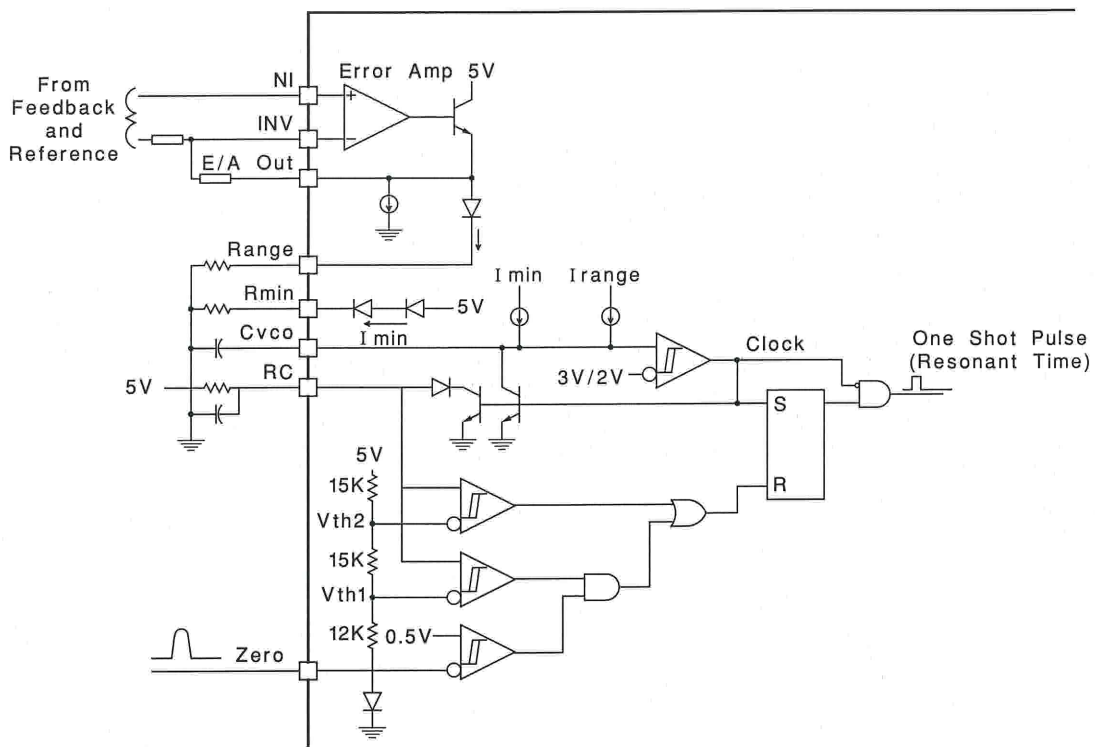 From
Feedback
and
Reference
NI
INV
E/A Out
Error Amp 5V
+
−
Range
Rmin
Cvco
RC
5V
I min
5V
I min
I range
3V/2V
Clock
One Shot Pulse
(Resonant Time)
S
R
5V
15K
Vth2
15K
Vth1
12K
0.5V
Zero